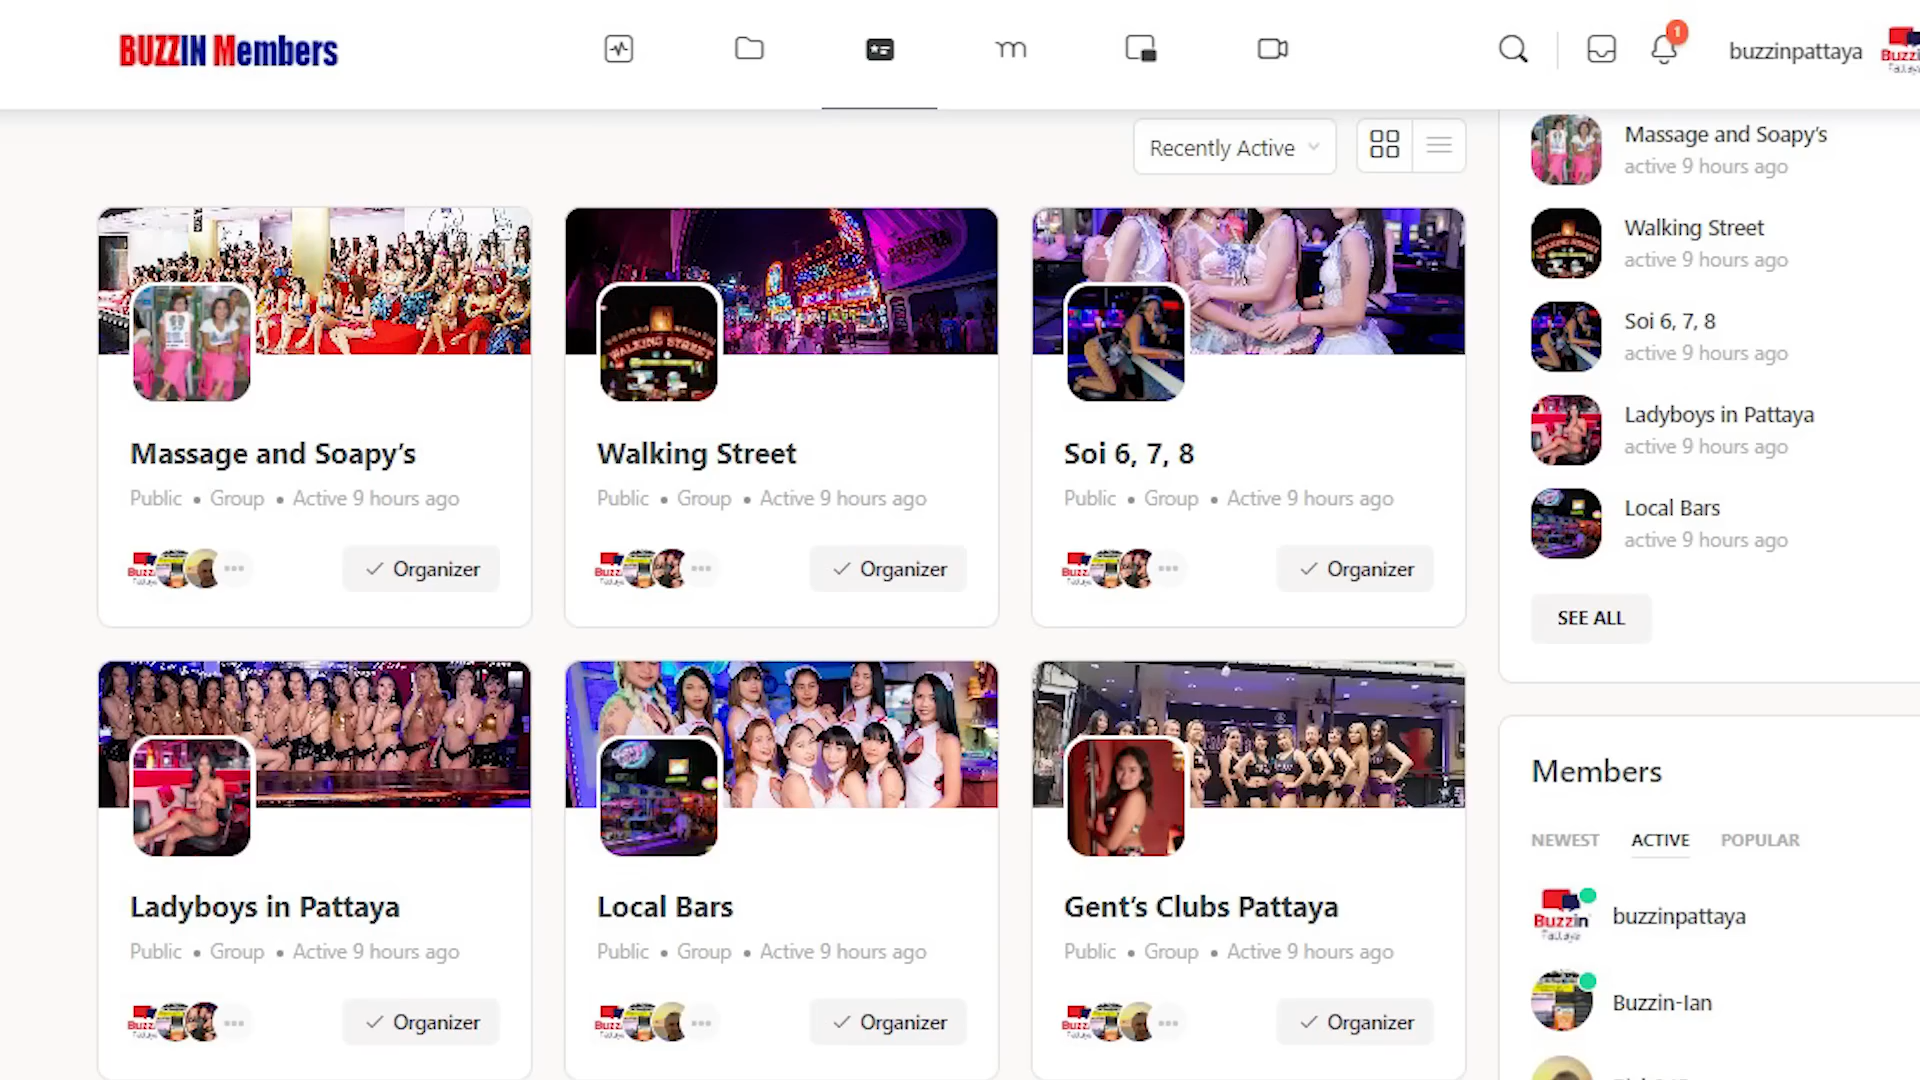 BUZZIN Members
1
buzzinpattaya
Recently Active
Massage and Soapy’s
Public • Group • Active 9 hours ago
Organizer
WALKING STREET
Walking Street
Public • Group • Active 9 hours ago
Organizer
Soi 6, 7, 8
Public • Group • Active 9 hours ago
Organizer
Ladyboys in Pattaya
Public • Group • Active 9 hours ago
Organizer
Local Bars
Public • Group • Active 9 hours ago
Organizer
Gent’s Clubs Pattaya
Public • Group • Active 9 hours ago
Organizer
Massage and Soapy’s
active 9 hours ago
Walking Street
active 9 hours ago
Soi 6, 7, 8
active 9 hours ago
Ladyboys in Pattaya
active 9 hours ago
Local Bars
active 9 hours ago
SEE ALL
Members
NEWEST ACTIVE POPULAR
Buzzin
Pattaya
buzzinpattaya
Buzzin-Ian